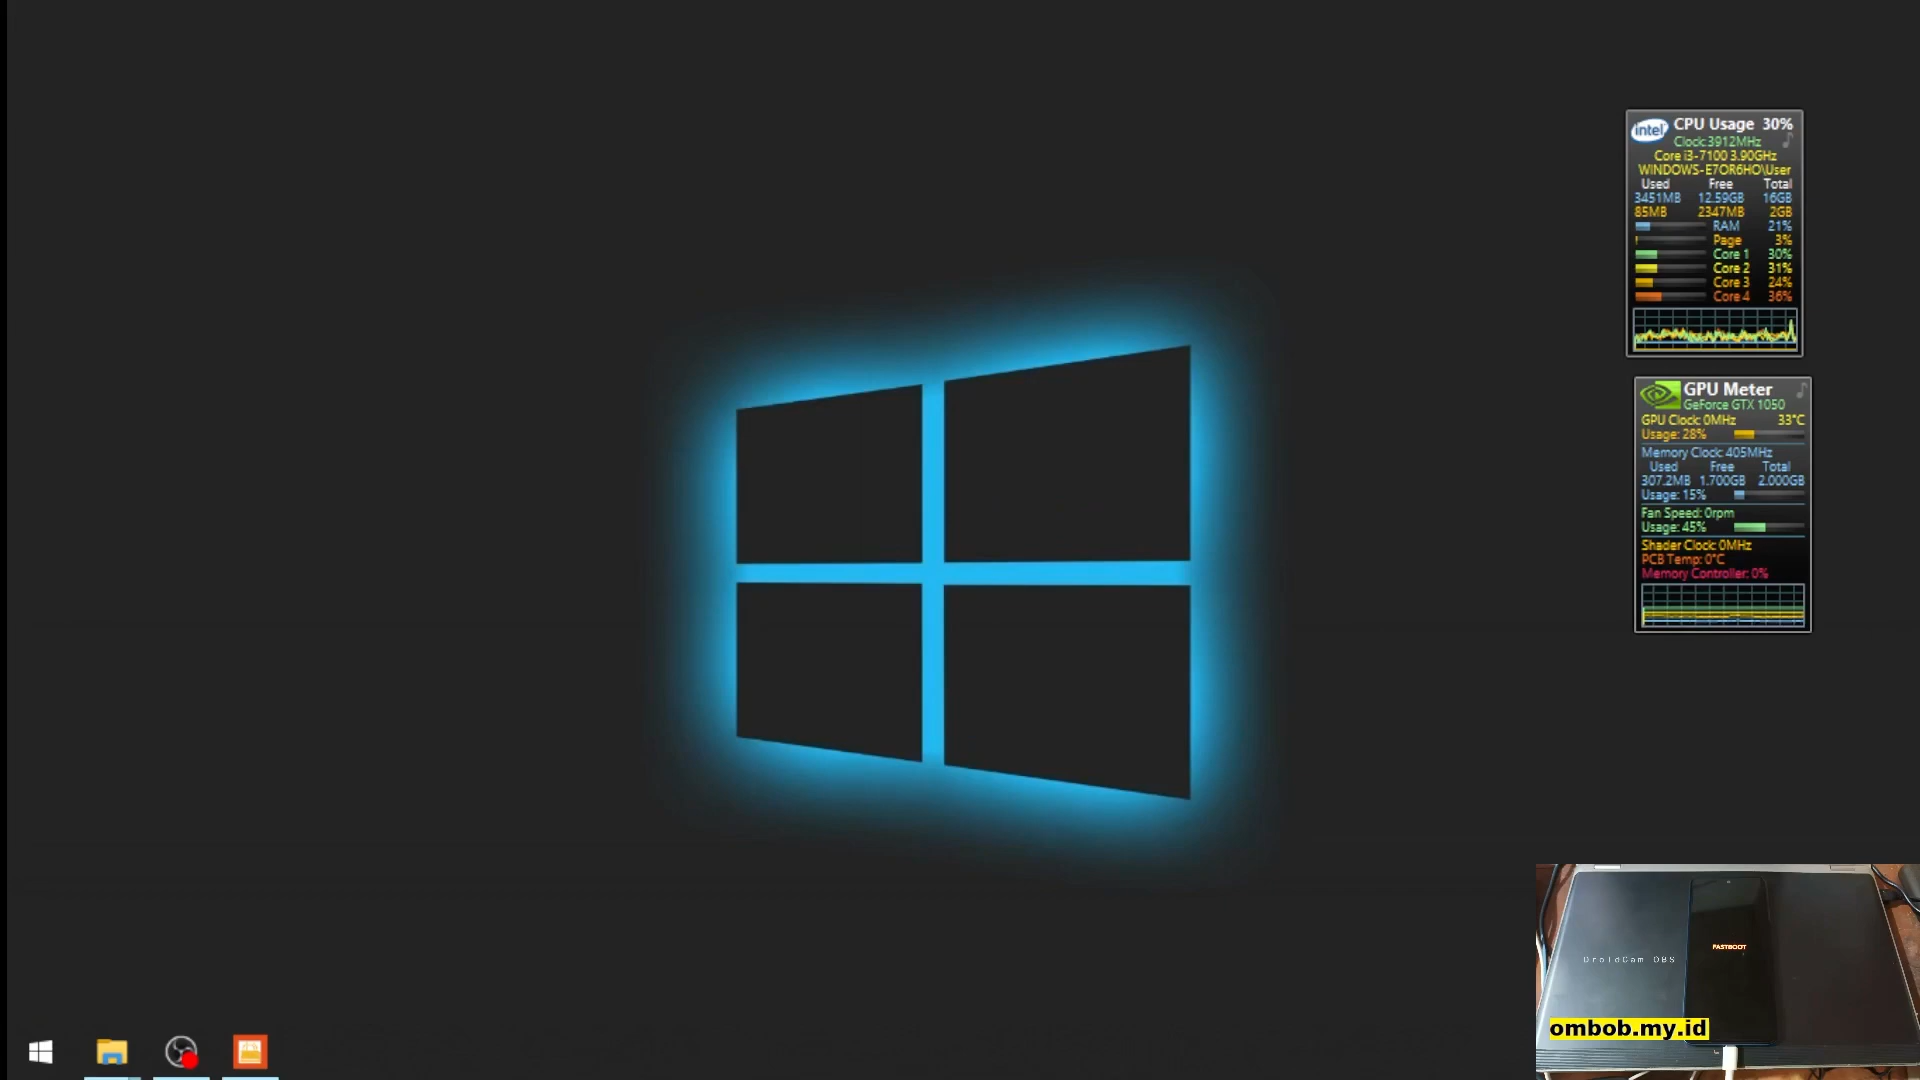 intel CPU Usage 30%
Clock: 3912MHz
Core i3-7100 3.90GHz
WINDOWS-E7OR6HO\User
Used Free Total
3451MB 12.59GB 16GB
85MB 2347MB 2GB
RAM 21%
Page 3%
Core 1 30%
Core 2 31%
Core 3 24%
Core 4 36%
GPU Meter
GeForce GTX 1050
GPU Clock: 0MHz 33°C
Usage: 28%
Memory Clock: 405MHz
Used Free Total
307.2MB 1.700GB 2.000GB
Usage: 15%
Fan Speed: 0rpm
Usage: 45%
Shader Clock: 0MHz
PCB Temp: 0°C
Memory Controller: 0%
FASTBOOT
DroidCam OBS
ombob.my.id